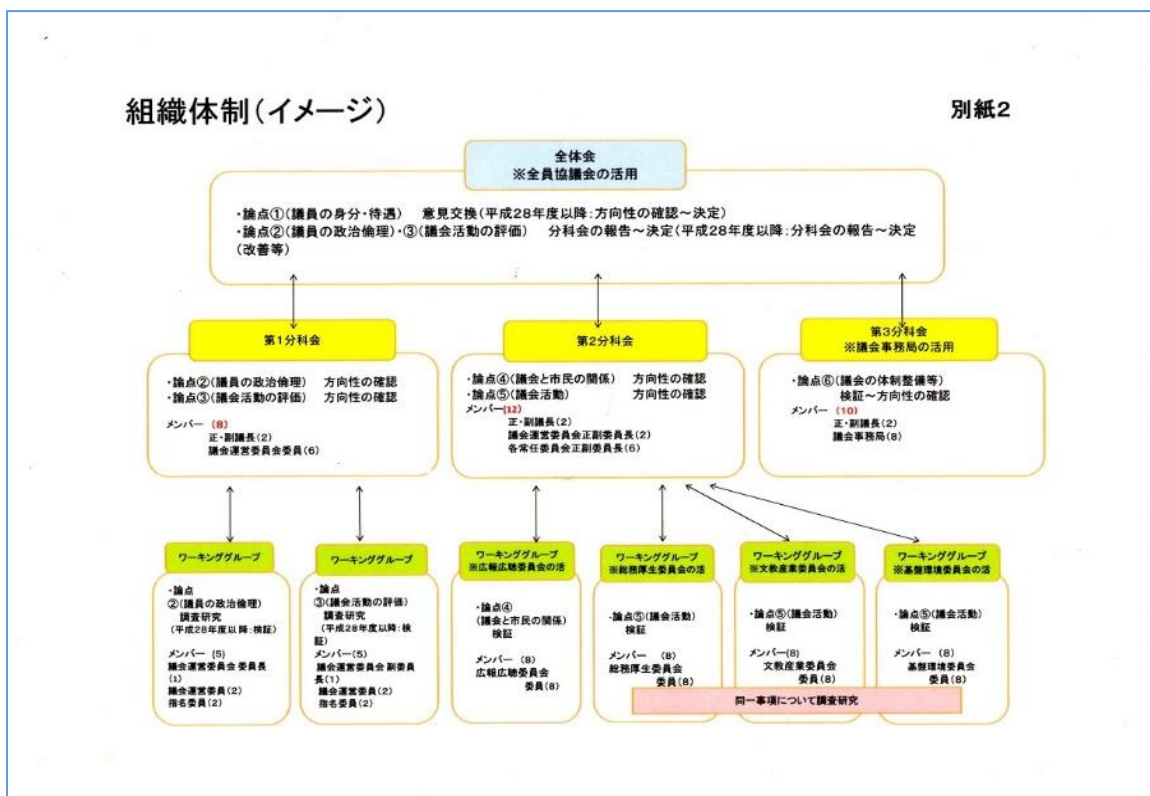 組織体制(イメージ)
別紙2
全体会
※全員協議会の活用
・論点①(議員の身分・待遇)　意見交換(平成28年度以降:方向性の確認～決定)
・論点②(議員の政治倫理)・③(議会活動の評価)　分科会の報告～決定(平成28年度以降:分科会の報告～決定
(改善等)
第1分科会
・論点②(議員の政治倫理)　方向性の確認
・論点③(議会活動の評価)　方向性の確認
メンバー (8)
正・副議長(2)
議会運営委員会委員(6)
第2分科会
・論点④(議会と市民の関係)　方向性の確認
・論点⑤(議会活動)　方向性の確認
メンバー(12)
正・副議長(2)
議会運営委員会正副委員長(2)
各常任委員会正副委員長(6)
第3分科会
※議会事務局の活用
・論点⑥(議会の体制整備等)
検証～方向性の確認
メンバー (10)
正・副議長(2)
議会事務局(8)
ワーキンググループ
・論点
②(議員の政治倫理)
調査研究
(平成28年度以降:検証)
メンバー (5)
議会運営委員会 委員長
(1)
議会運営委員(2)
指名委員(2)
ワーキンググループ
・論点
③(議会活動の評価)
調査研究
(平成28年度以降:検
証)
メンバー(5)
議会運営委員会 副委員
長(1)
議会運営委員(2)
指名委員(2)
ワーキンググループ
※広報広聴委員会の活
・論点④
(議会と市民の関係)
検証
メンバー (8)
広報広聴委員会
委員(8)
ワーキンググループ
※総務厚生委員会の活
・論点⑤(議会活動)
検証
メンバー (8)
総務厚生委員会
委員(8)
ワーキンググループ
※文教産業委員会の活
・論点⑤(議会活動)
検証
メンバー(8)
文教産業委員会
委員(8)
ワーキンググループ
※基盤環境委員会の活
・論点⑤(議会活動)
検証
メンバー (8)
基盤環境委員会
委員(8)
同一事項について調査研究